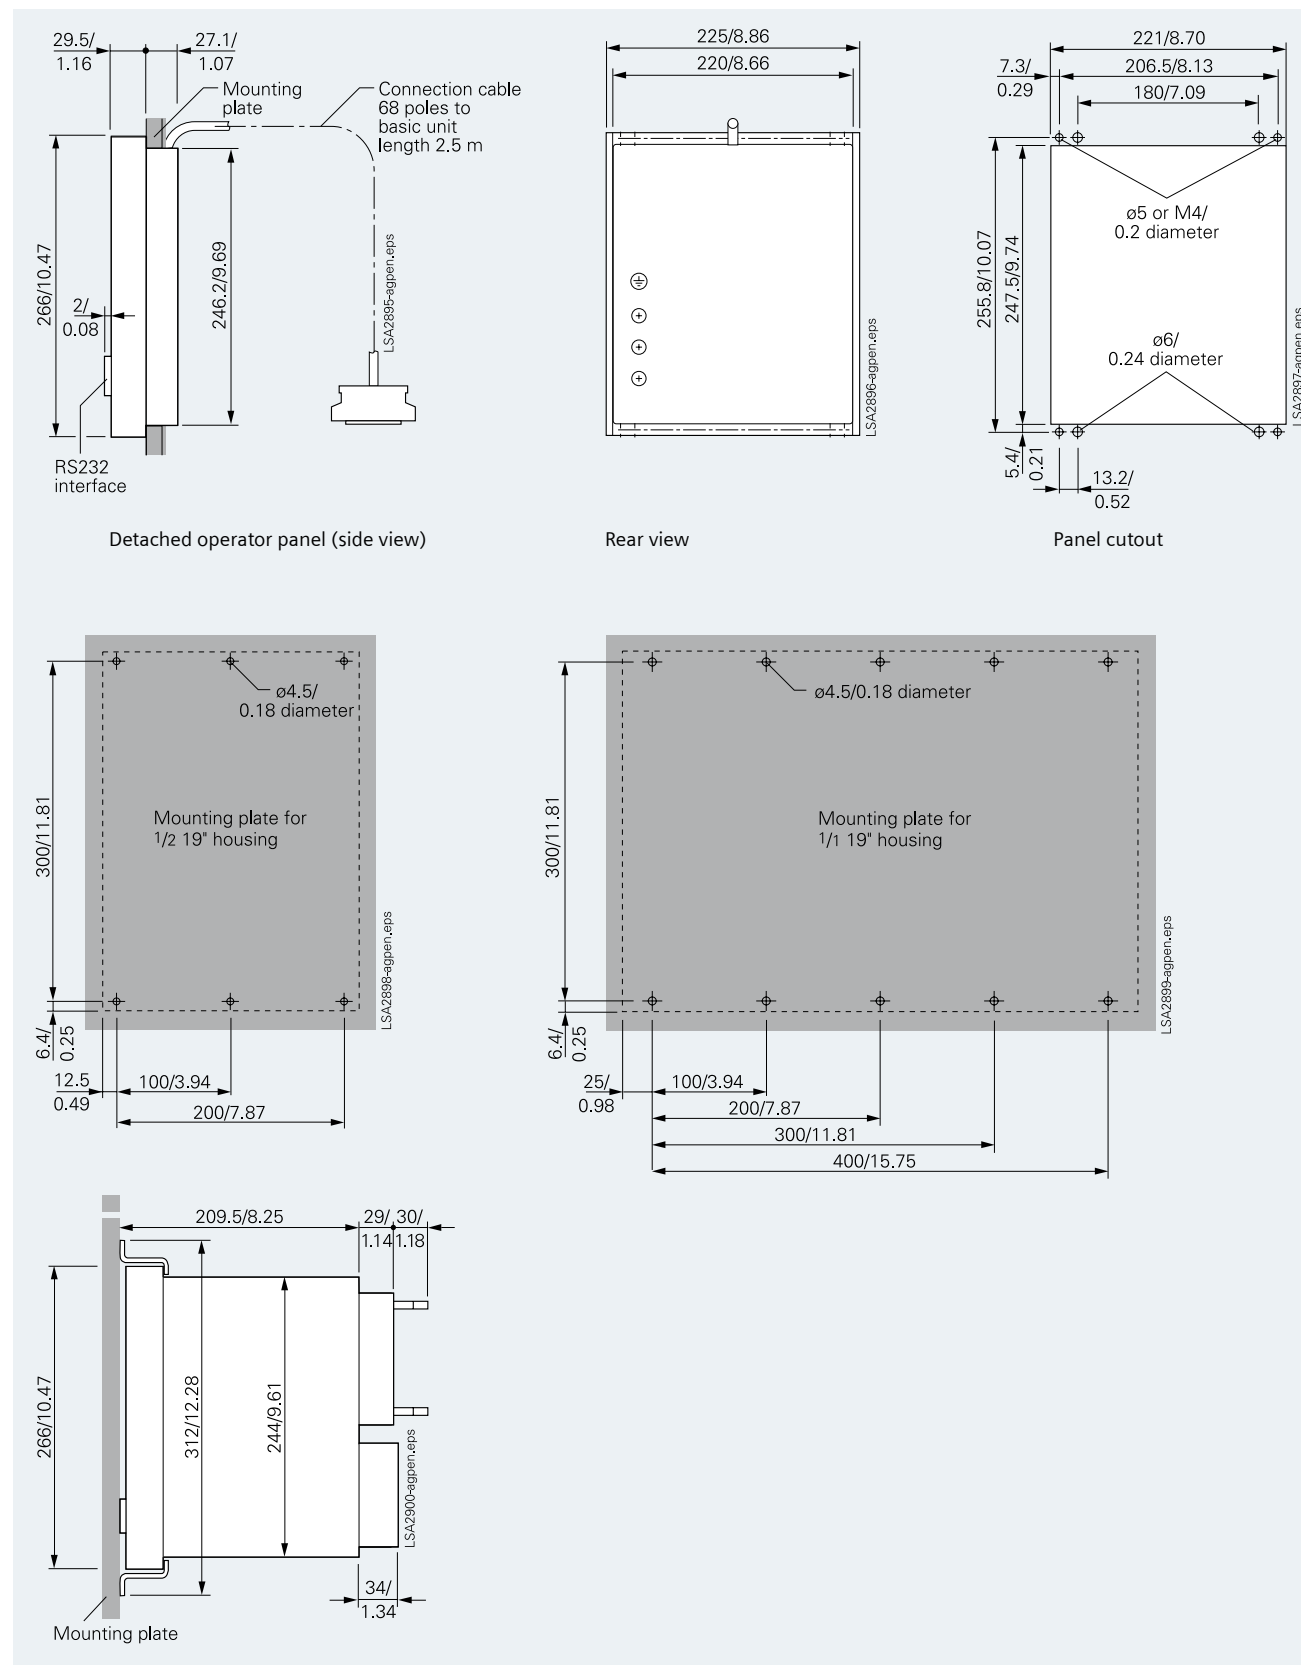 29.5/
1.16
27.1/
1.07
Mounting
plate
Connection cable
68 poles to
basic unit
length 2.5 m
266/10.47
246.2/9.69
2/
0.08
LSA2895-agpen.eps
RS232
interface
Detached operator panel (side view)
225/8.86
220/8.66
LSA2896-agpen.eps
Rear view
221/8.70
7.3/
0.29
206.5/8.13
180/7.09
ø5 or M4/
0.2 diameter
255.8/10.07
247.5/9.74
ø6/
0.24 diameter
5.4/
0.21
13.2/
0.52
LSA2897-agpen.eps
Panel cutout
ø4.5/
0.18 diameter
300/11.81
Mounting plate for
1/2 19" housing
LSA2898-agpen.eps
6.4/
0.25
12.5
0.49
100/3.94
200/7.87
ø4.5/0.18 diameter
300/11.81
Mounting plate for
1/1 19" housing
LSA2899-agpen.eps
6.4/
0.25
25/
0.98
100/3.94
200/7.87
300/11.81
400/15.75
209.5/8.25
29/
1.14
30/
1.18
266/10.47
312/12.28
244/9.61
LSA2900-agpen.eps
34/
1.34
Mounting plate